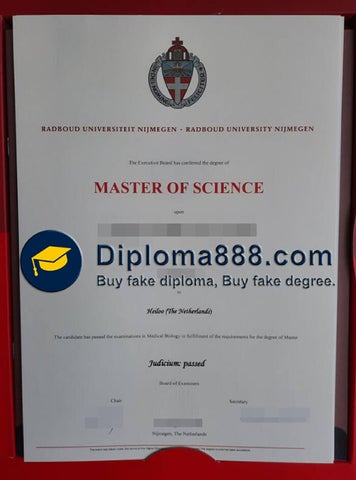 RADBOUD UNIVERSITEIT NIJMEGEN · RADBOUD UNIVERSITY NIJMEGEN
The Executive Board has conferred the degree of
MASTER OF SCIENCE
upon
Diploma888.com
Buy fake diploma, Buy fake degree.
in
Heiloo (The Netherlands)
The candidate has passed the examinations in Medical Biology in fulfilment of the requirements for the degree of Master
Judicium: passed
Board of Examiners
Chair
Secretary
Nijmegen, The Netherlands